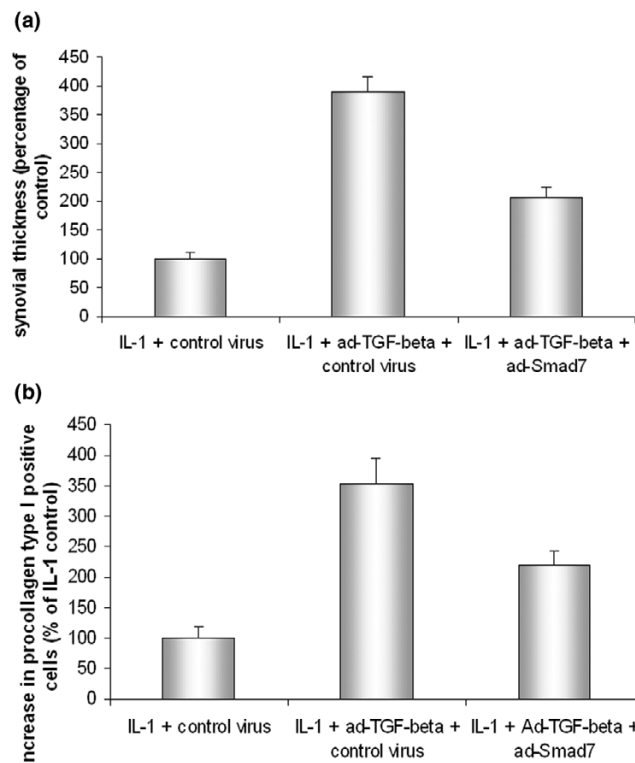 (a)
synovial thickness (percentage of
control)
450
400
350
300
250
200
150
100
50
0
IL-1 + control virus
IL-1 + ad-TGF-beta +
control virus
IL-1 + ad-TGF-beta +
ad-Smad7
(b)
ncrease in procollagen type I positive
cells (% of IL-1 control)
450
400
350
300
250
200
150
100
50
0
IL-1 + control virus
IL-1 + ad-TGF-beta +
control virus
IL-1 + Ad-TGF-beta +
ad-Smad7